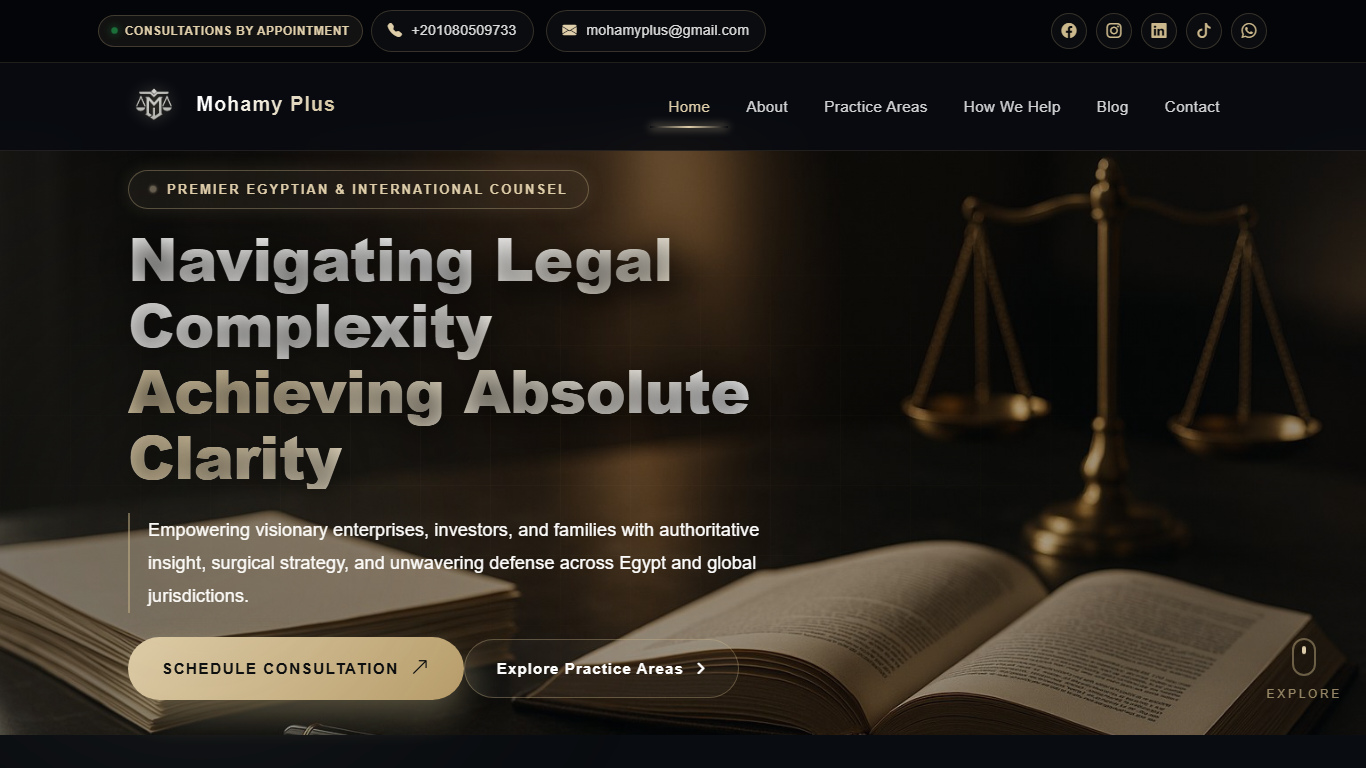 CONSULTATIONS BY APPOINTMENT
+201080509733
mohamyplus@gmail.com
Mohamy Plus
Home
About
Practice Areas
How We Help
Blog
Contact
PREMIER EGYPTIAN & INTERNATIONAL COUNSEL
Navigating Legal
Complexity
Achieving Absolute
Clarity
Empowering visionary enterprises, investors, and families with authoritative
insight, surgical strategy, and unwavering defense across Egypt and global
jurisdictions.
SCHEDULE CONSULTATION
Explore Practice Areas
EXPLORE